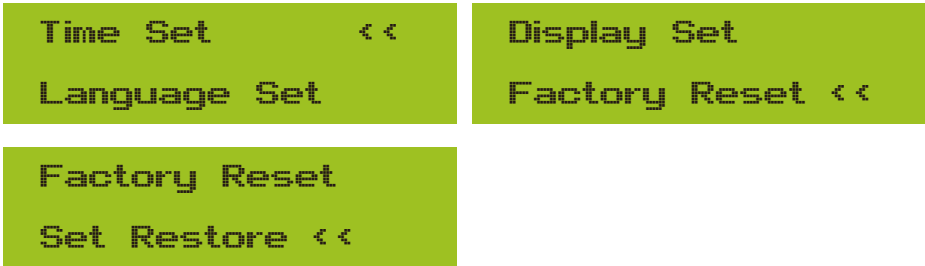 Time Set <<
Language Set
Display Set
Factory Reset <<
Factory Reset
Set Restore <<